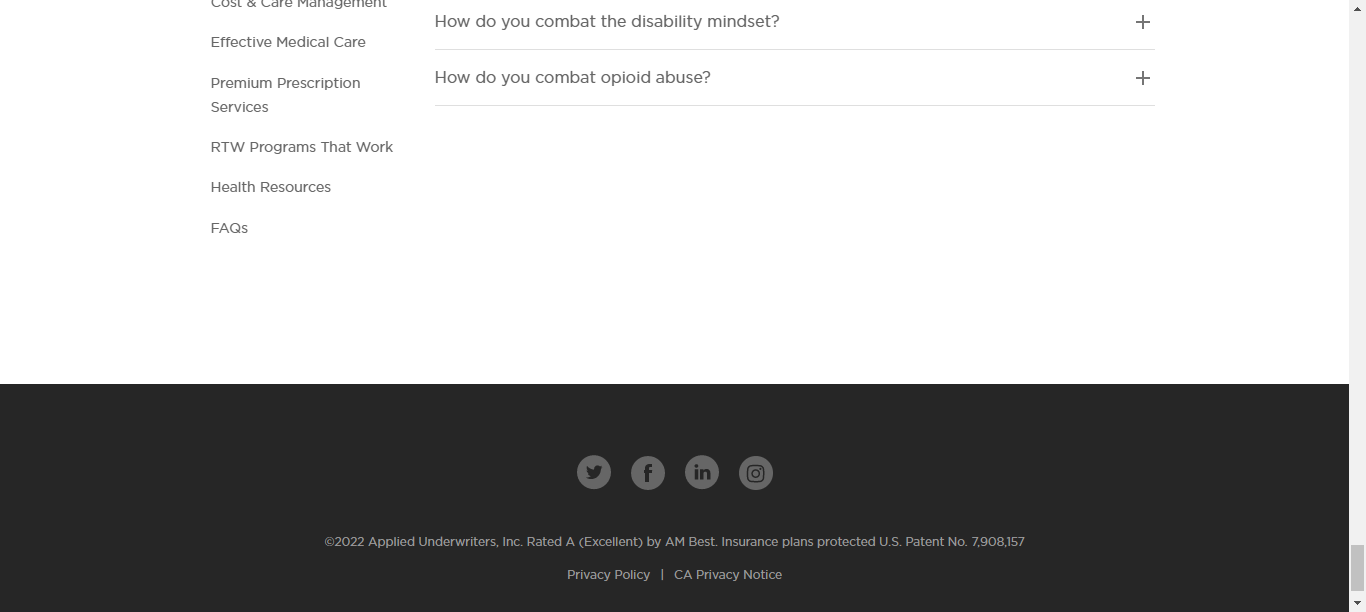 Cost & Care Management
Effective Medical Care
Premium Prescription
Services
RTW Programs That Work
Health Resources
FAQs
How do you combat the disability mindset?
How do you combat opioid abuse?
©2022 Applied Underwriters, Inc. Rated A (Excellent) by AM Best. Insurance plans protected U.S. Patent No. 7,908,157
Privacy Policy | CA Privacy Notice